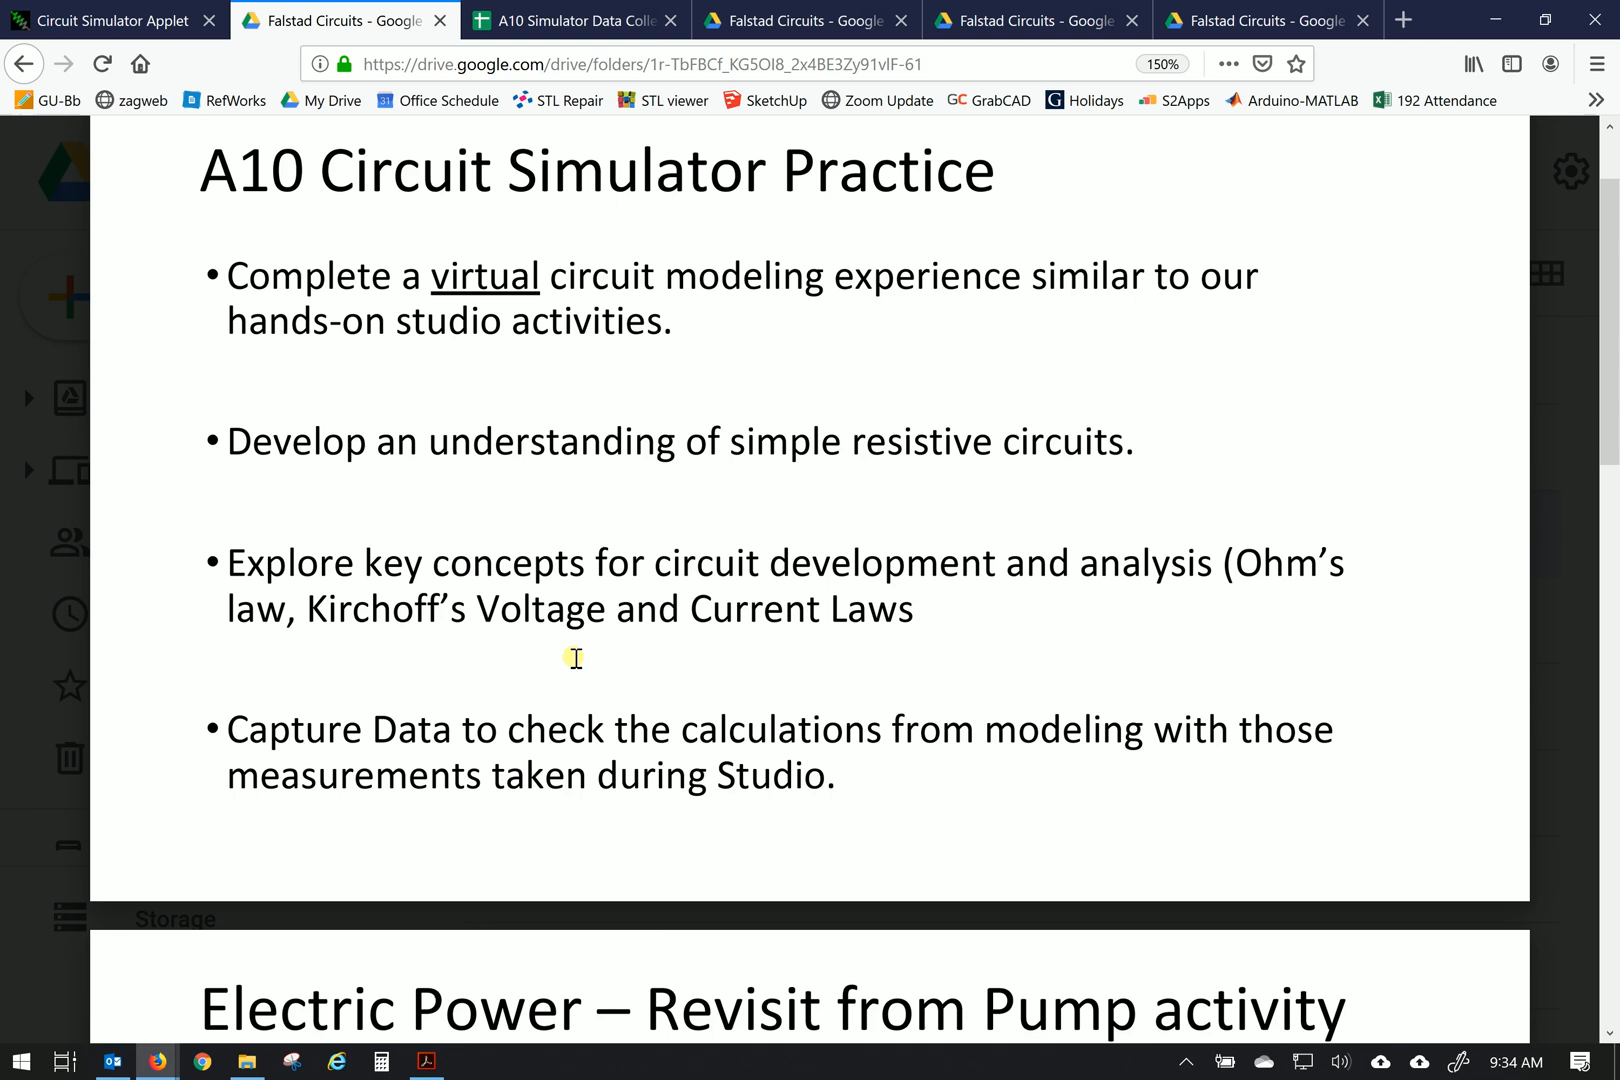 Circuit Simulator Applet
Falstad Circuits - Google
A10 Simulator Data Colle
Falstad Circuits - Google
Falstad Circuits - Google
Falstad Circuits - Google
https://drive.google.com/drive/folders/1r-TbFBCf_KG5OI8_2x4BE3Zy91vlF-61
150%
GU-Bb
zagweb
RefWorks
My Drive
31 Office Schedule
STL Repair
STL viewer
SketchUp
Zoom Update
GC GrabCAD
G Holidays
S2Apps
Arduino-MATLAB
192 Attendance
A10 Circuit Simulator Practice
• Complete a virtual circuit modeling experience similar to our
hands-on studio activities.
• Develop an understanding of simple resistive circuits.
• Explore key concepts for circuit development and analysis (Ohm’s
law, Kirchoff’s Voltage and Current Laws
• Capture Data to check the calculations from modeling with those
measurements taken during Studio.
Storage
Electric Power – Revisit from Pump activity
9:34 AM